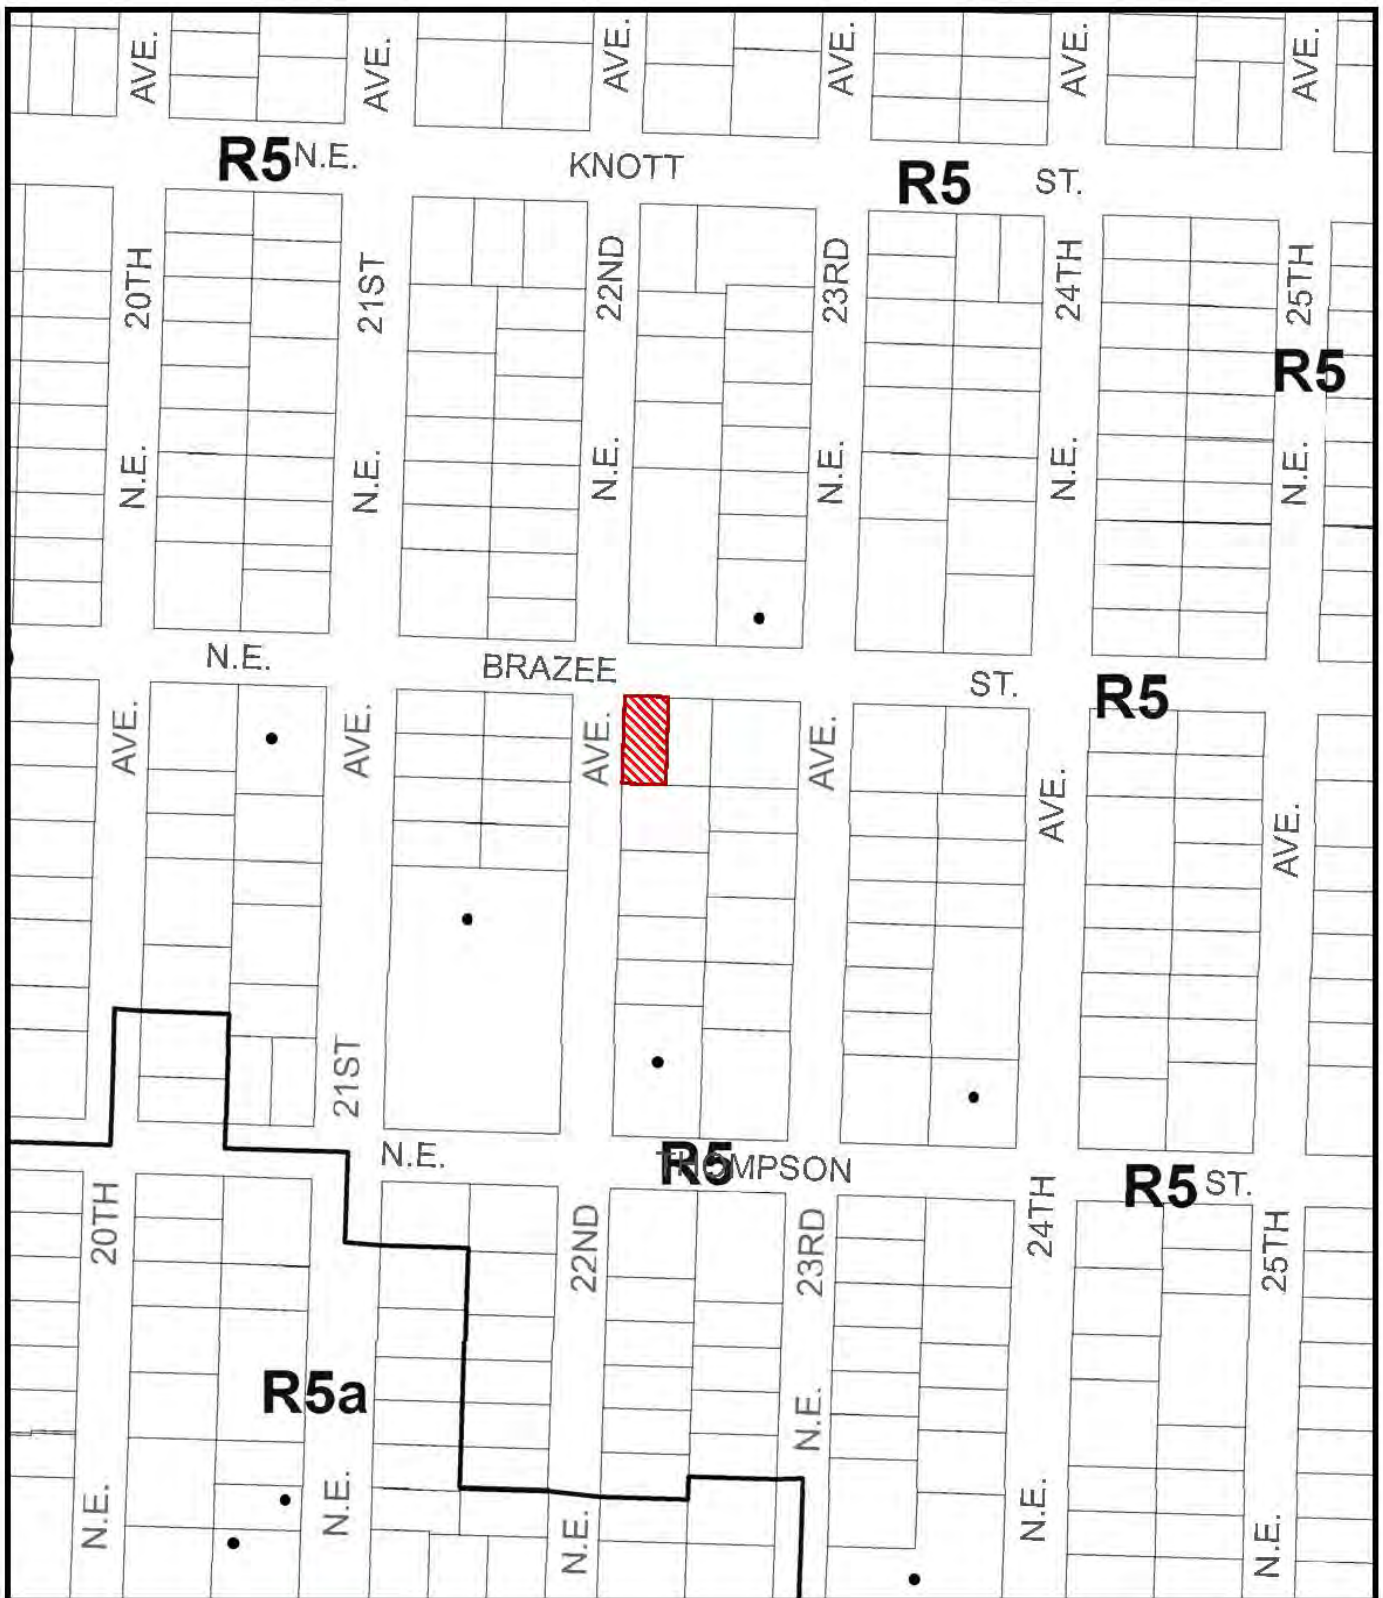 AVE.
AVE.
AVE.
AVE.
AVE.
AVE.
R5
N.E.
KNOTT
R5
ST.
20TH
21ST
22ND
23RD
24TH
25TH
R5
N.E.
N.E.
N.E.
N.E.
N.E.
N.E.
N.E.
BRAZEE
ST.
R5
AVE.
AVE.
AVE.
AVE.
AVE.
AVE.
21ST
N.E.
R5
THOMPSON
R5
ST.
20TH
22ND
23RD
24TH
25TH
R5a
N.E.
N.E.
N.E.
N.E.
N.E.
N.E.